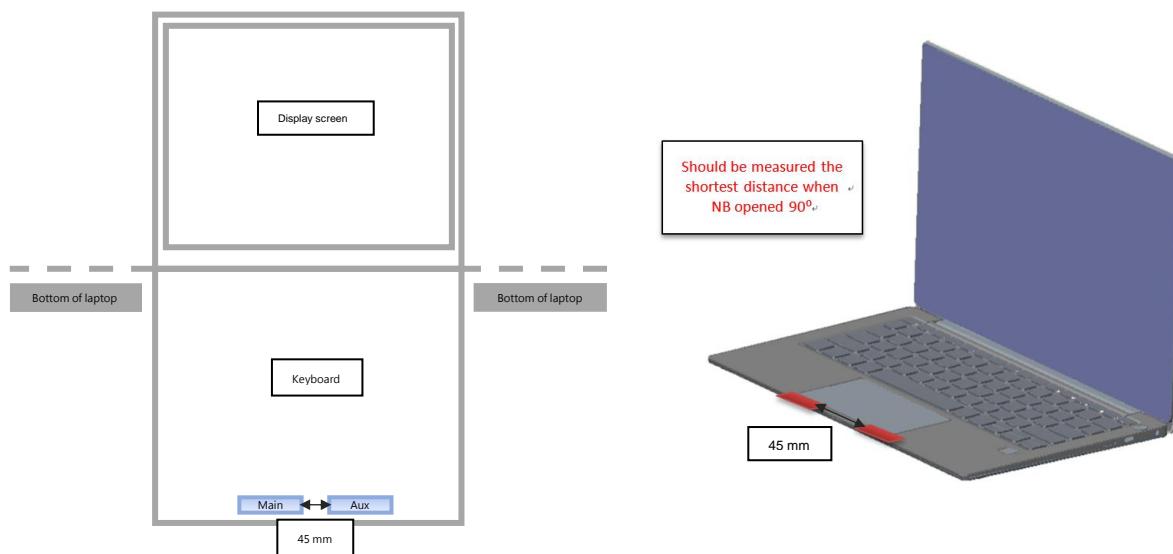 Display screen
Bottom of laptop
Bottom of laptop
Keyboard
Main
Aux
45 mm
Should be measured the
shortest distance when
NB opened 90⁰
45 mm